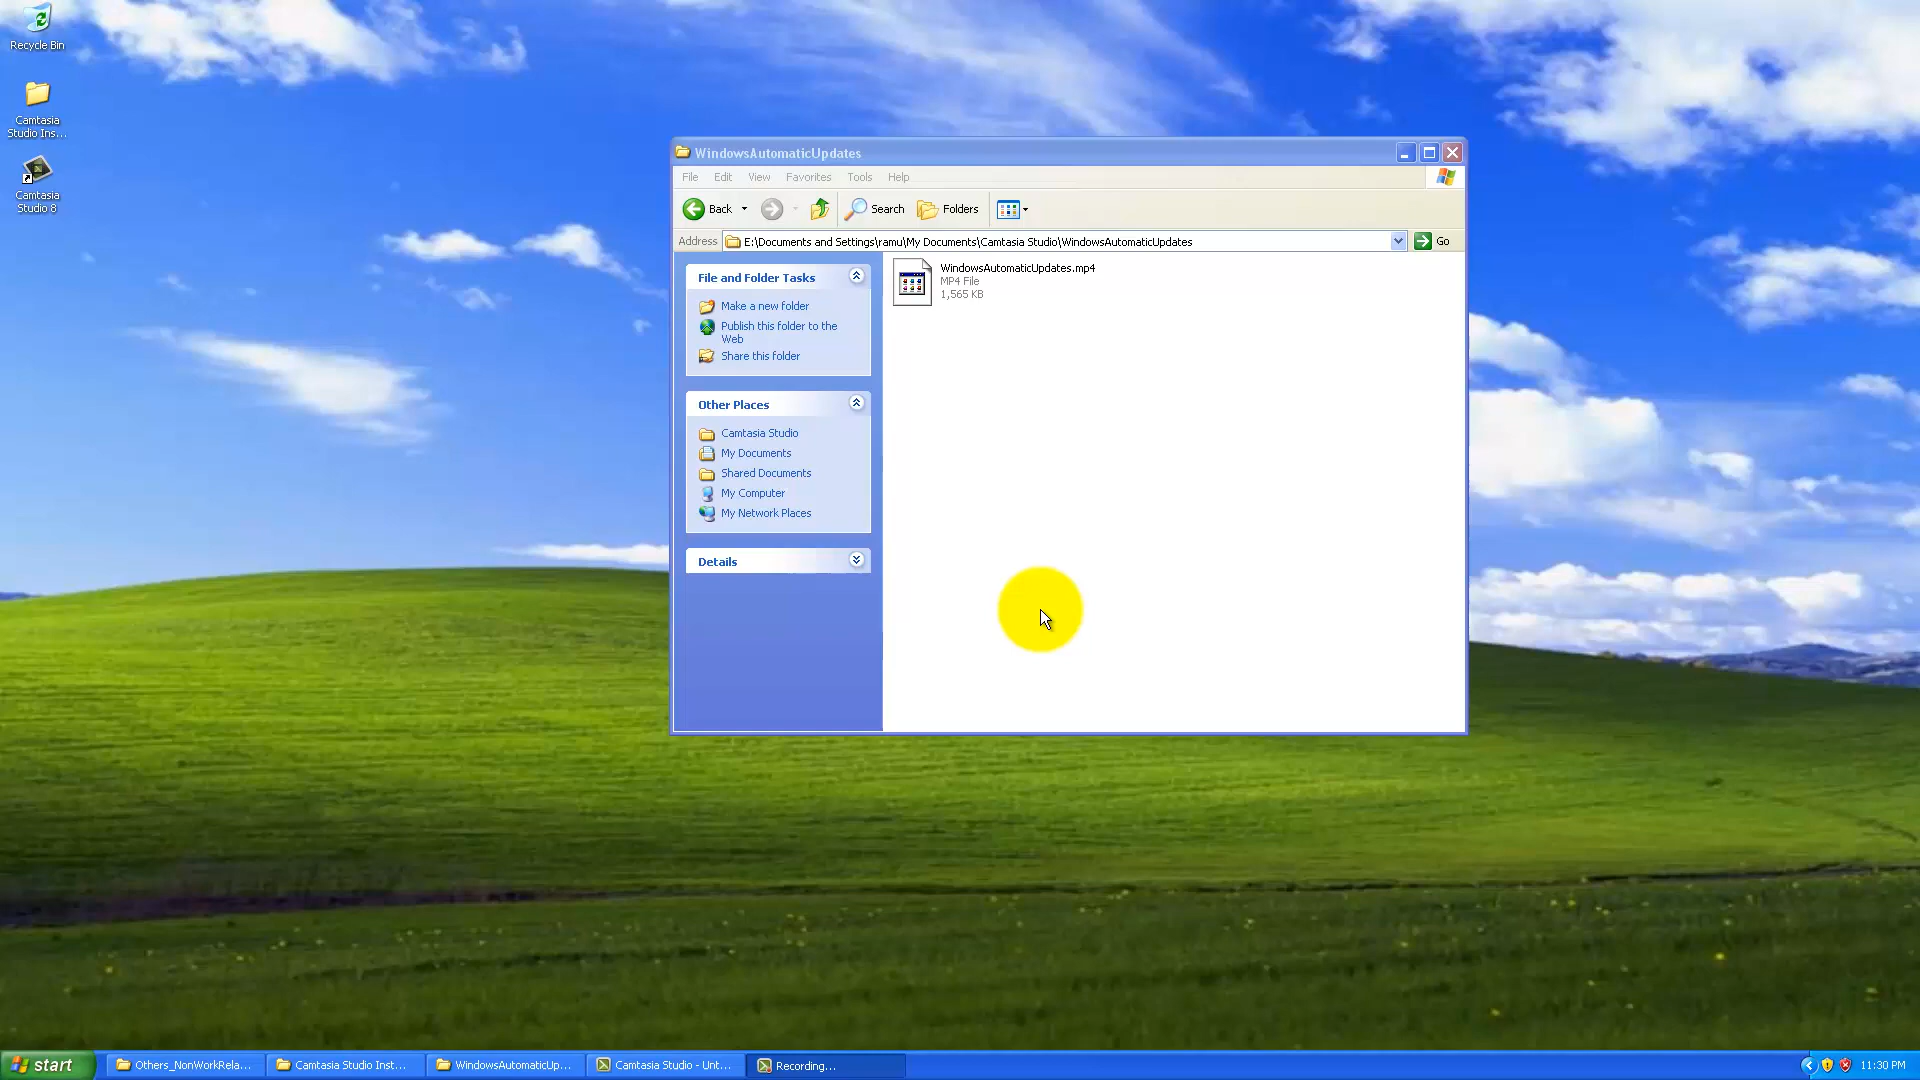 Recycle Bin
Camtasia
Studio Ins...
Camtasia
Studio 8
WindowsAutomaticUpdates
File Edit View Favorites Tools Help
Back Search Folders
Address E:\Documents and Settings\ramu\My Documents\Camtasia Studio\WindowsAutomaticUpdates Go
File and Folder Tasks
Make a new folder
Publish this folder to the
Web
Share this folder
Other Places
Camtasia Studio
My Documents
Shared Documents
My Computer
My Network Places
Details
WindowsAutomaticUpdates.mp4
MP4 File
1,565 KB
start Others_NonWorkRela... Camtasia Studio Inst... WindowsAutomaticUp... Camtasia Studio - Unt... Recording... 11:30 PM